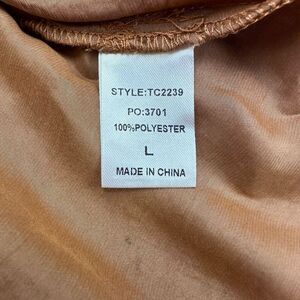 STYLE:TC2239
PO:3701
100%POLYESTER
L
MADE IN CHINA